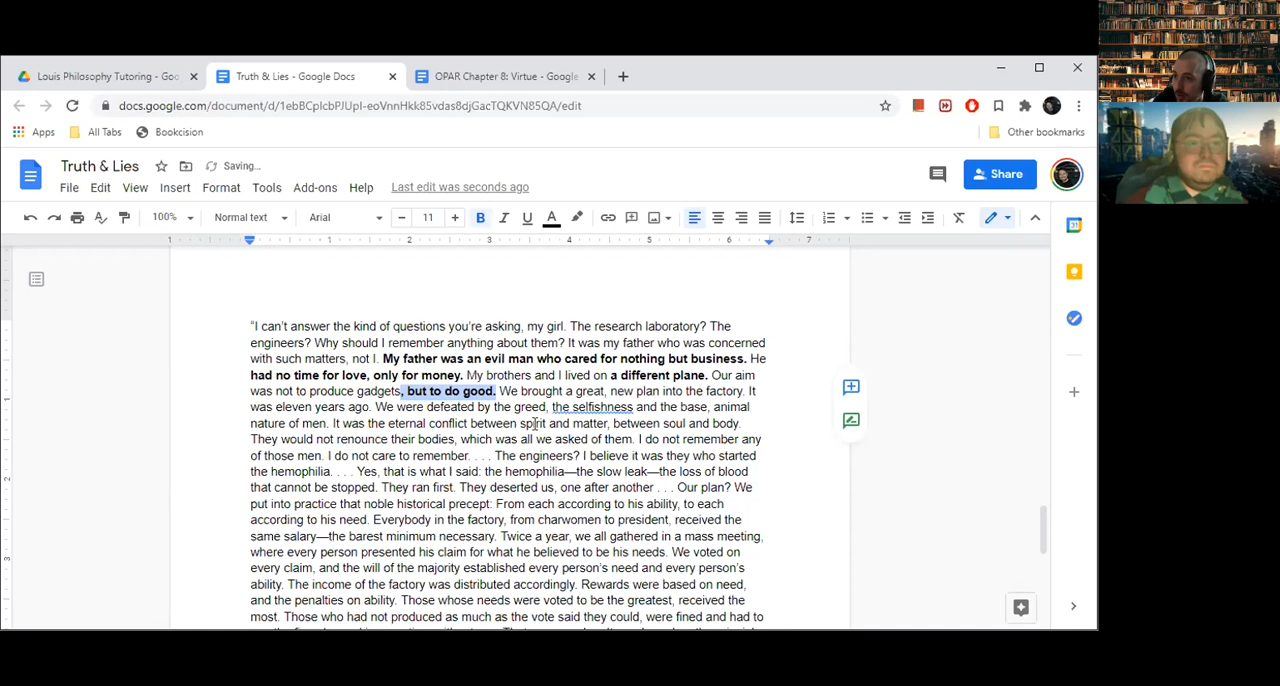 Louis Philosophy Tutoring - Goo
Truth & Lies - Google Docs
OPAR Chapter 8: Virtue - Google
docs.google.com/document/d/1ebBCpIcbPJUpI-eoVnnHkk85vdas8djGacTQKVN85QA/edit
Apps
All Tabs
Bookcision
Other bookmarks
Truth & Lies
Saving…
Share
File Edit View Insert Format Tools Add-ons Help Last edit was seconds ago
100% Normal text Arial 11 B I U A
1 1 2 3 4 5 6 7
“I can’t answer the kind of questions you’re asking, my girl. The research laboratory? The
engineers? Why should I remember anything about them? It was my father who was concerned
with such matters, not I. My father was an evil man who cared for nothing but business. He
had no time for love, only for money. My brothers and I lived on a different plane. Our aim
was not to produce gadgets, but to do good. We brought a great, new plan into the factory. It
was eleven years ago. We were defeated by the greed, the selfishness and the base, animal
nature of men. It was the eternal conflict between spirit and matter, between soul and body.
They would not renounce their bodies, which was all we asked of them. I do not remember any
of those men. I do not care to remember. . . . The engineers? I believe it was they who started
the hemophilia. . . . Yes, that is what I said: the hemophilia—the slow leak—the loss of blood
that cannot be stopped. They ran first. They deserted us, one after another . . . Our plan? We
put into practice that noble historical precept: From each according to his ability, to each
according to his need. Everybody in the factory, from charwomen to president, received the
same salary—the barest minimum necessary. Twice a year, we all gathered in a mass meeting,
where every person presented his claim for what he believed to be his needs. We voted on
every claim, and the will of the majority established every person’s need and every person’s
ability. The income of the factory was distributed accordingly. Rewards were based on need,
and the penalties on ability. Those whose needs were voted to be the greatest, received the
most. Those who had not produced as much as the vote said they could, were fined and had to